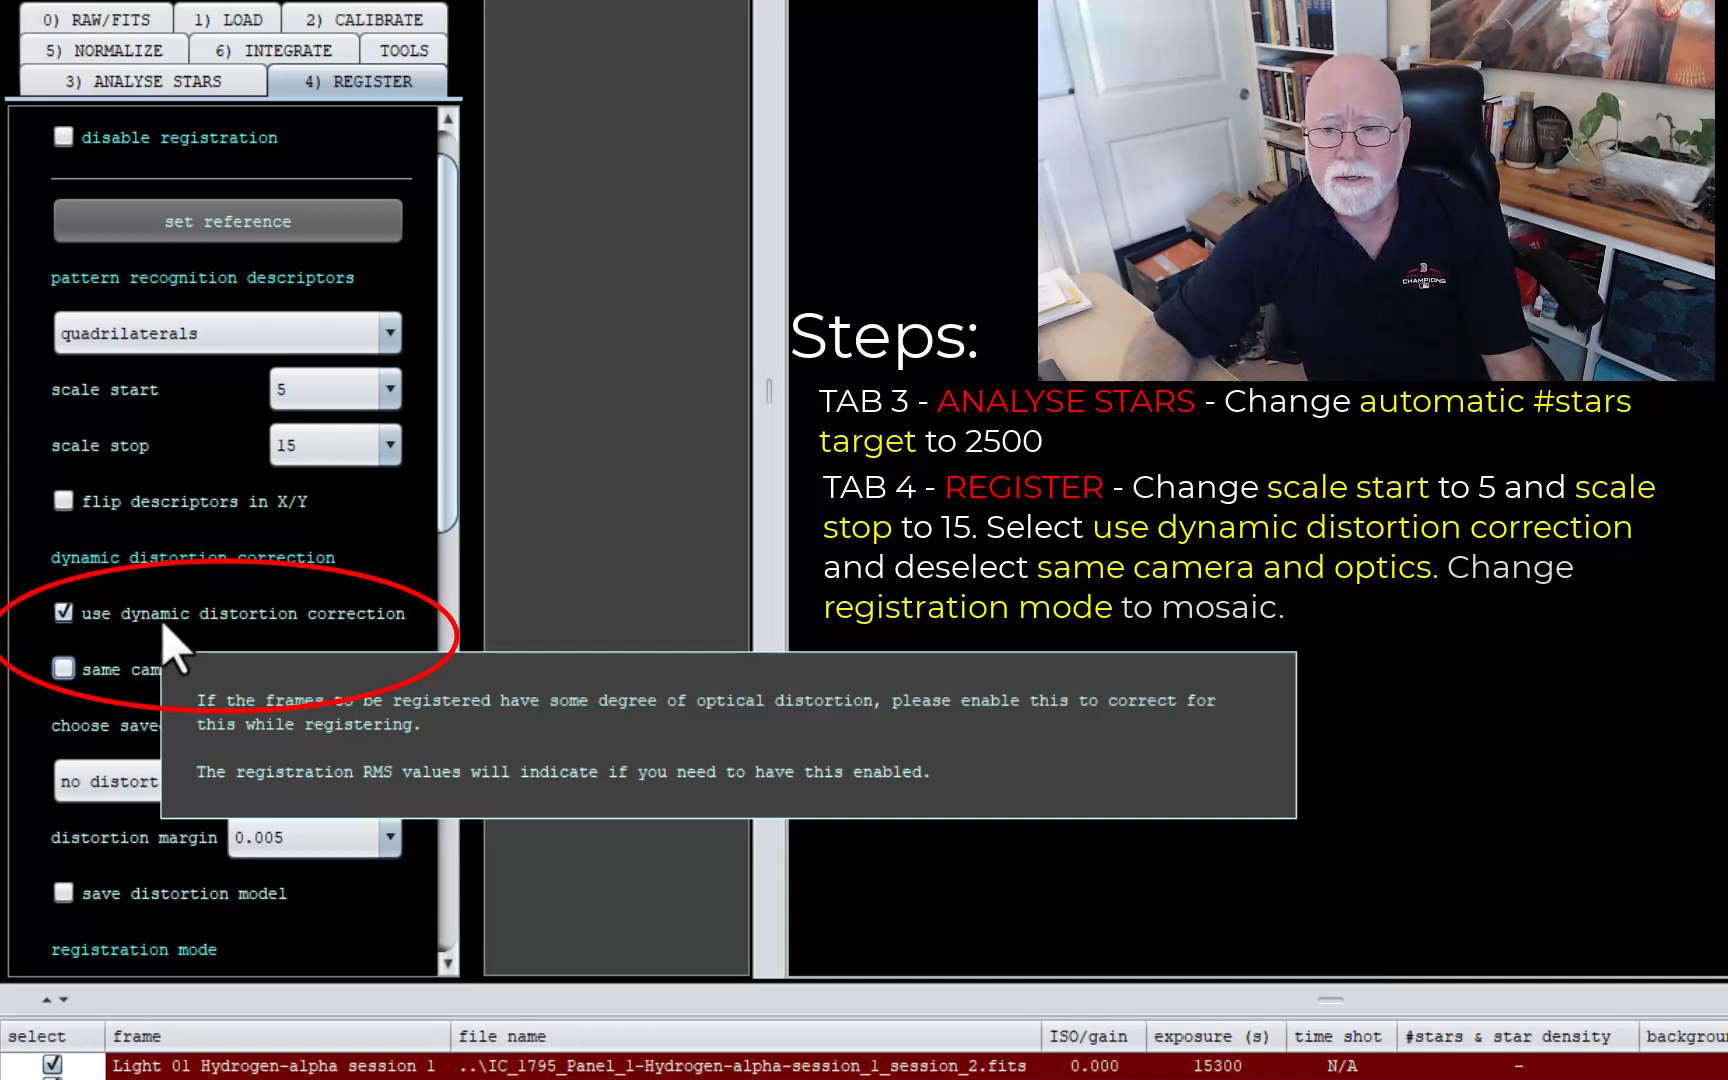 0) RAW/FITS 1) LOAD 2) CALIBRATE
5) NORMALIZE 6) INTEGRATE TOOLS
3) ANALYSE STARS 4) REGISTER
disable registration
set reference
pattern recognition descriptors
quadrilaterals
scale start 5
scale stop 15
flip descriptors in X/Y
dynamic distortion correction
use dynamic distortion correction
same cam
choose save
no distort
distortion margin 0.005
save distortion model
registration mode
If the frames to be registered have some degree of optical distortion, please enable this to correct for
this while registering.
The registration RMS values will indicate if you need to have this enabled.
CHAMPIONS
Steps:
TAB 3 - ANALYSE STARS - Change automatic #stars
target to 2500
TAB 4 - REGISTER - Change scale start to 5 and scale
stop to 15. Select use dynamic distortion correction
and deselect same camera and optics. Change
registration mode to mosaic.
select frame file name ISO/gain exposure (s) time shot #stars & star density backgrou
Light 01 Hydrogen-alpha session 1 ..\IC_1795_Panel_1-Hydrogen-alpha-session_1_session_2.fits 0.000 15300 N/A -